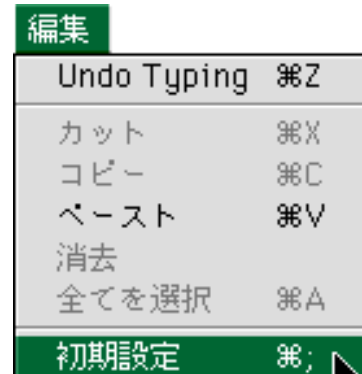 編集
Undo Typing ⌘Z
カット ⌘X
コピー ⌘C
ペースト ⌘V
消去
全てを選択 ⌘A
初期設定 ⌘;